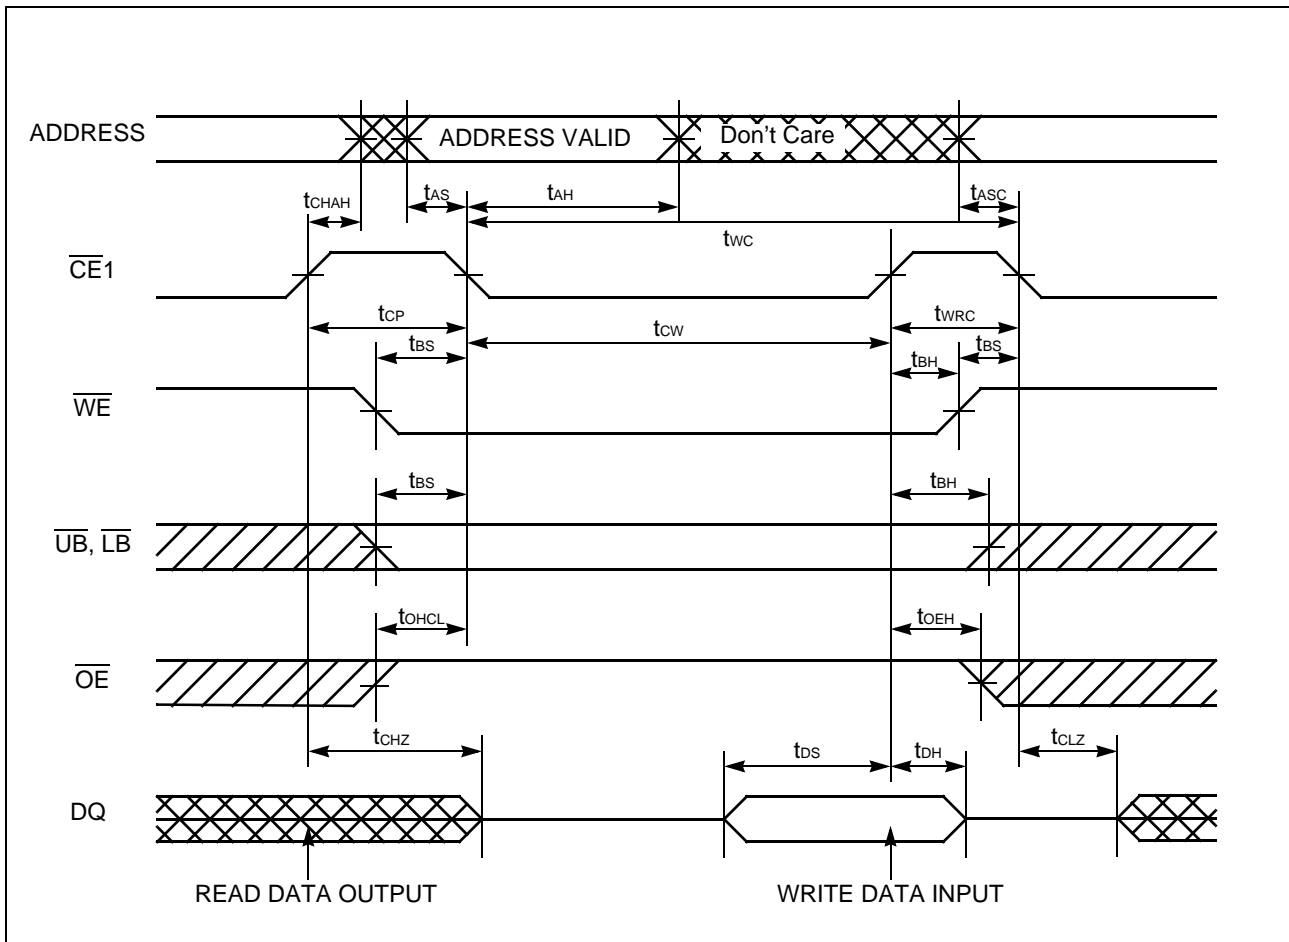 ADDRESS
ADDRESS VALID
Don't Care
tCHAH
tAS
tAH
tASC
tWC
CE1
tCP
tCW
tWRC
tBS
tBH
tBS
WE
tBS
tBH
UB, LB
tOHCL
tOEH
OE
tCHZ
tDS
tDH
tCLZ
DQ
READ DATA OUTPUT
WRITE DATA INPUT